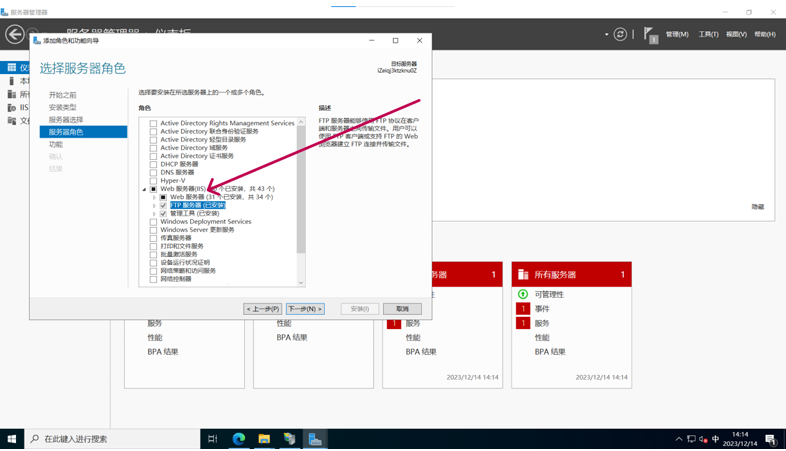 服务器管理器
添加角色和功能向导
管理(M) 工具(T) 视图(V) 帮助(H)
1
选择服务器角色
目标服务器
开始之前
安装类型
服务器选择
服务器角色
功能
确认
结果
选择要安装在所选服务器上的一个或多个角色。
角色
Active Directory Rights Management Services
Active Directory 联合身份验证服务
Active Directory 轻型目录服务
Active Directory 域服务
Active Directory 证书服务
DHCP 服务器
DNS 服务器
Hyper-V
Web 服务器(IIS) 个已安装，共 43 个)
Web 服务器 (31 个已安装，共 34 个)
FTP 服务器 (已安装)
管理工具 (已安装)
Windows Deployment Services
Windows Server 更新服务
传真服务器
打印和文件服务
批量激活服务
设备运行状况证明
网络策略和访问服务
网络控制器
描述
FTP 服务器能够使用 FTP 协议在客户
端和服务器之间传输文件。用户可以
使用 FTP 客户端或支持 FTP 的 Web
浏览器建立 FTP 连接并传输文件。
< 上一步(P)
下一步(N) >
安装(I)
取消
隐藏
服务
性能
BPA 结果
性能
BPA 结果
务器 1
1 服务
性能
BPA 结果
2023/12/14 14:14
所有服务器 1
可管理性
1 事件
1 服务
性能
BPA 结果
2023/12/14 14:14
在此键入进行搜索
中
14:14
2023/12/14
1